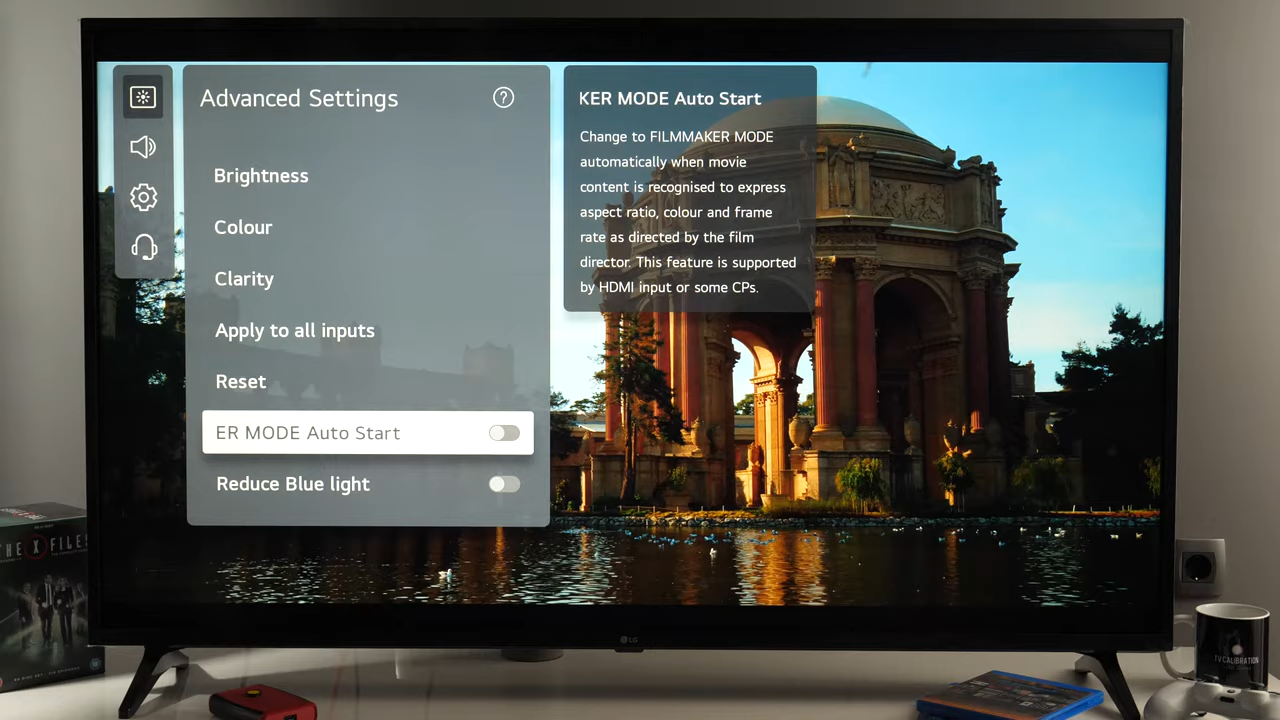 Advanced Settings
?
Brightness
Colour
Clarity
Apply to all inputs
Reset
ER MODE Auto Start
Reduce Blue light
KER MODE Auto Start
Change to FILMMAKER MODE
automatically when movie
content is recognised to express
aspect ratio, colour and frame
rate as directed by the film
director. This feature is supported
by HDMI input or some CPs.
THE X FILES
LG
TV CALIBRATION